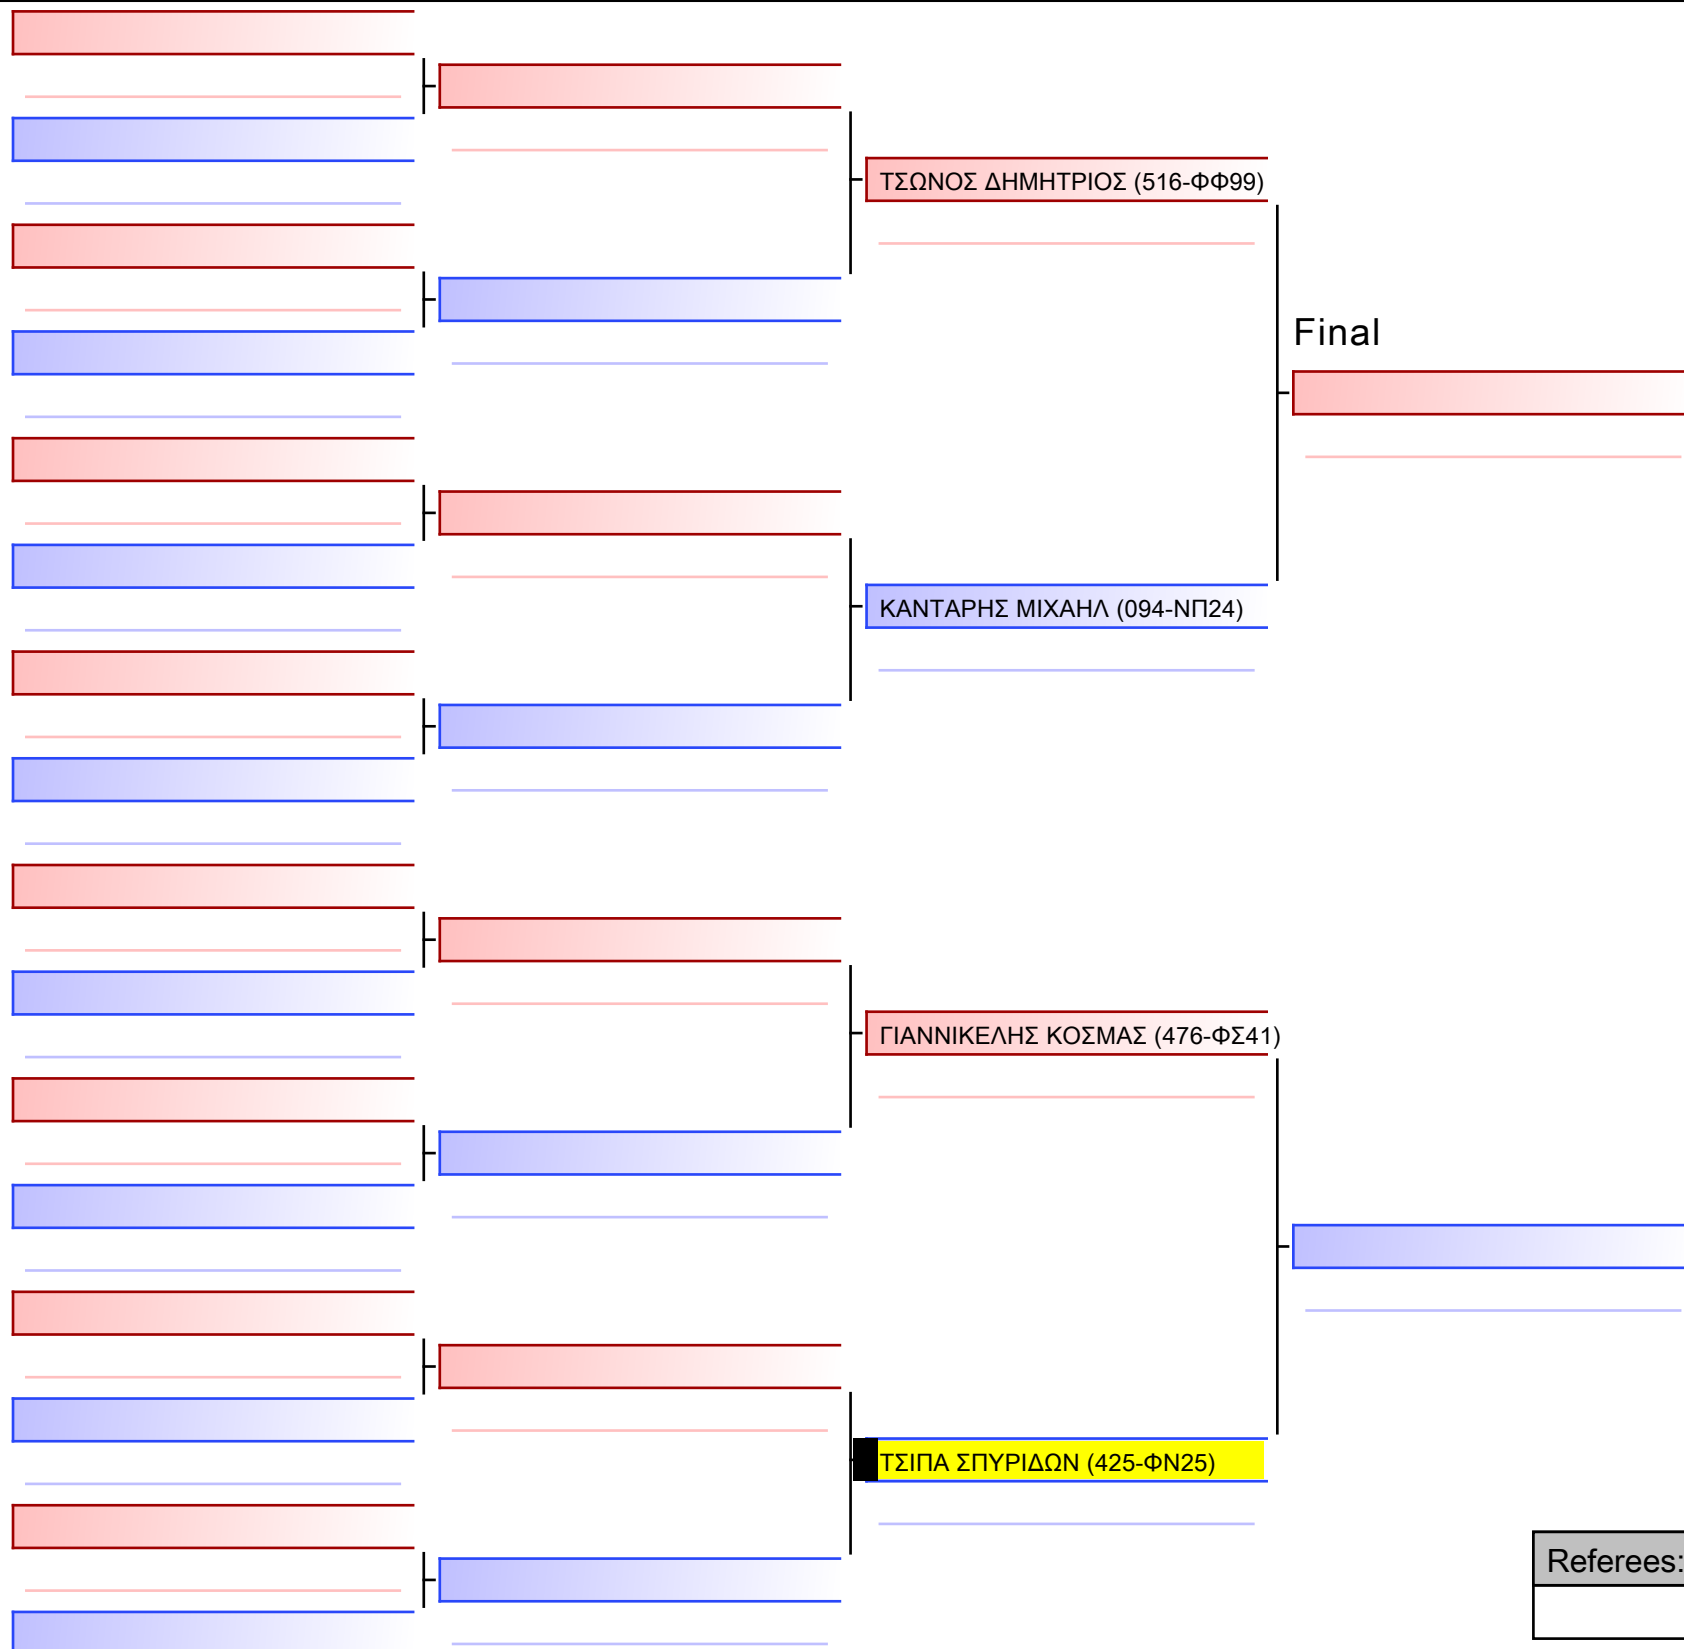 ΤΣΩΝΟΣ ΔΗΜΗΤΡΙΟΣ (516-ΦΦ99)
Final
ΚΑΝΤΑΡΗΣ ΜΙΧΑΗΛ (094-ΝΠ24)
ΓΙΑΝΝΙΚΕΛΗΣ ΚΟΣΜΑΣ (476-ΦΣ41)
ΤΣΙΠΑ ΣΠΥΡΙΔΩΝ (425-ΦΝ25)
Referees: